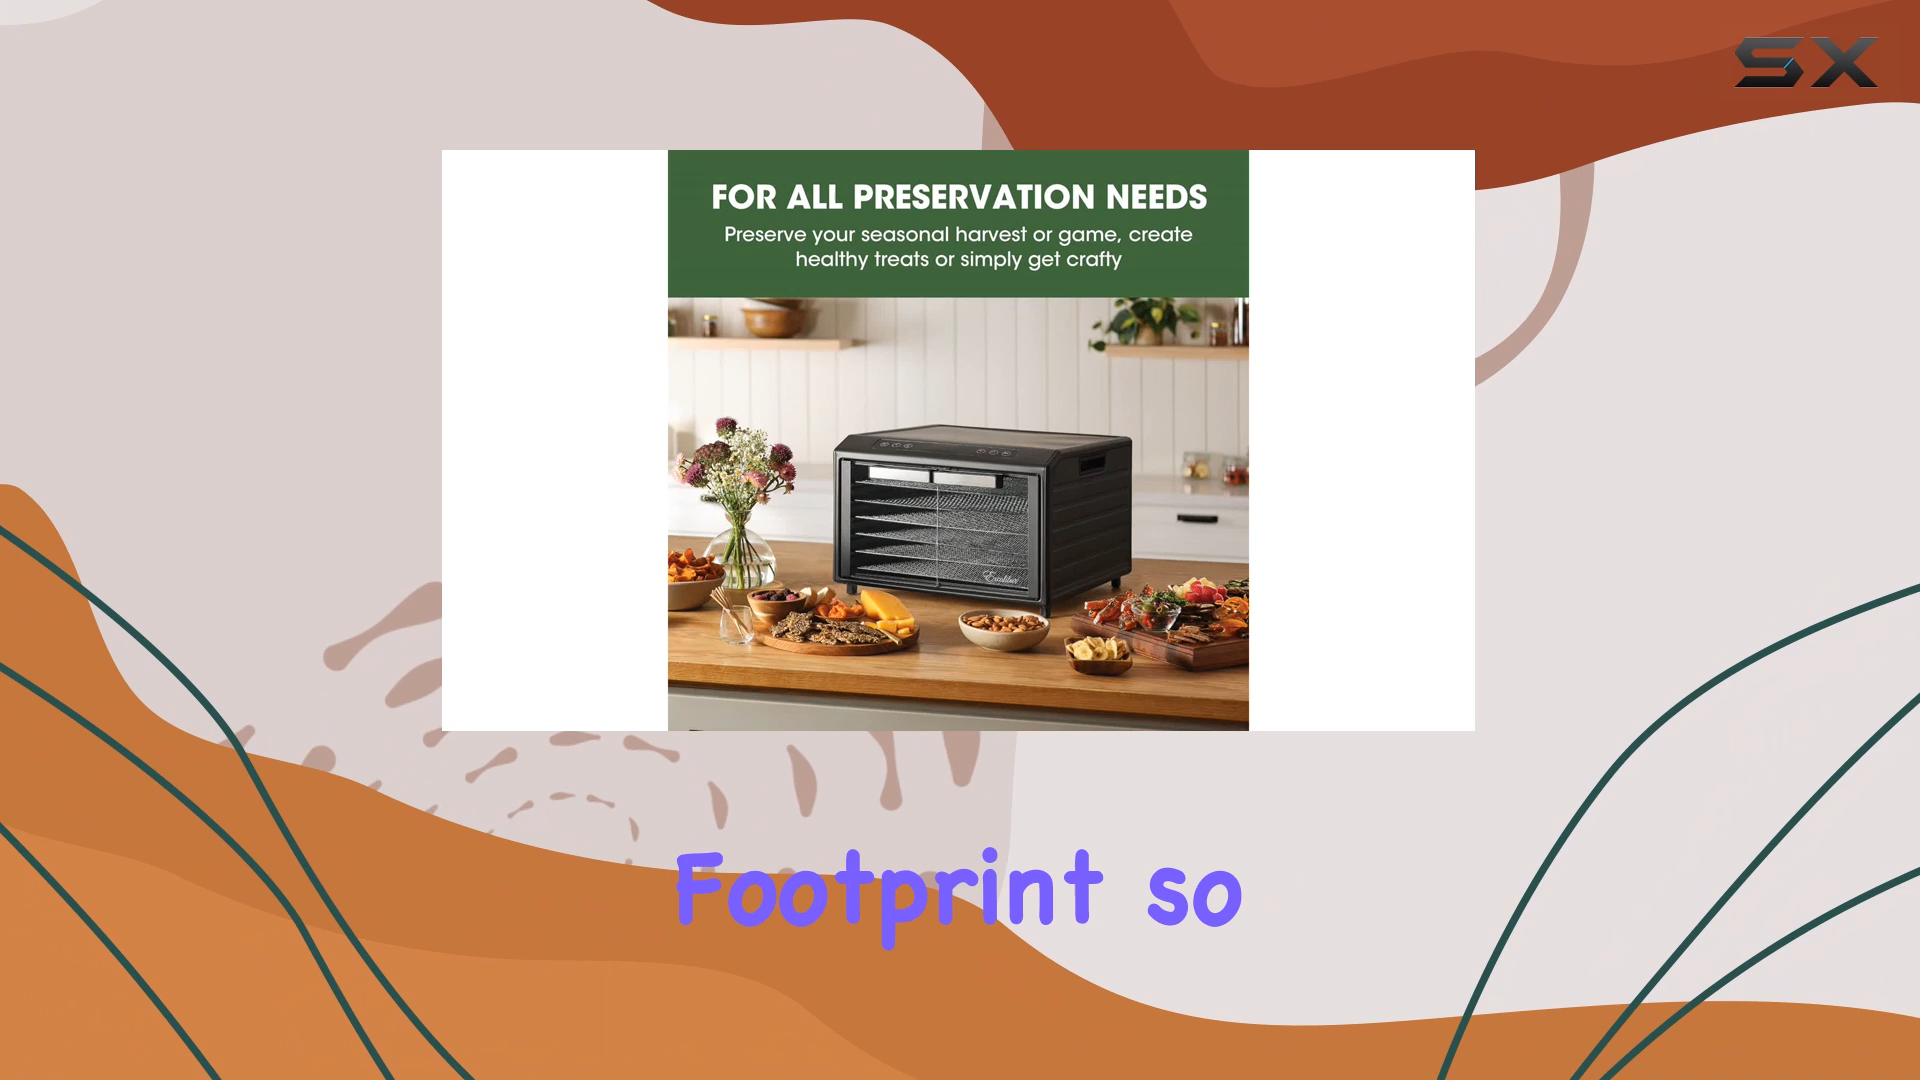 SX
FOR ALL PRESERVATION NEEDS
Preserve your seasonal harvest or game, create
healthy treats or simply get crafty
Excalibur
Footprint so